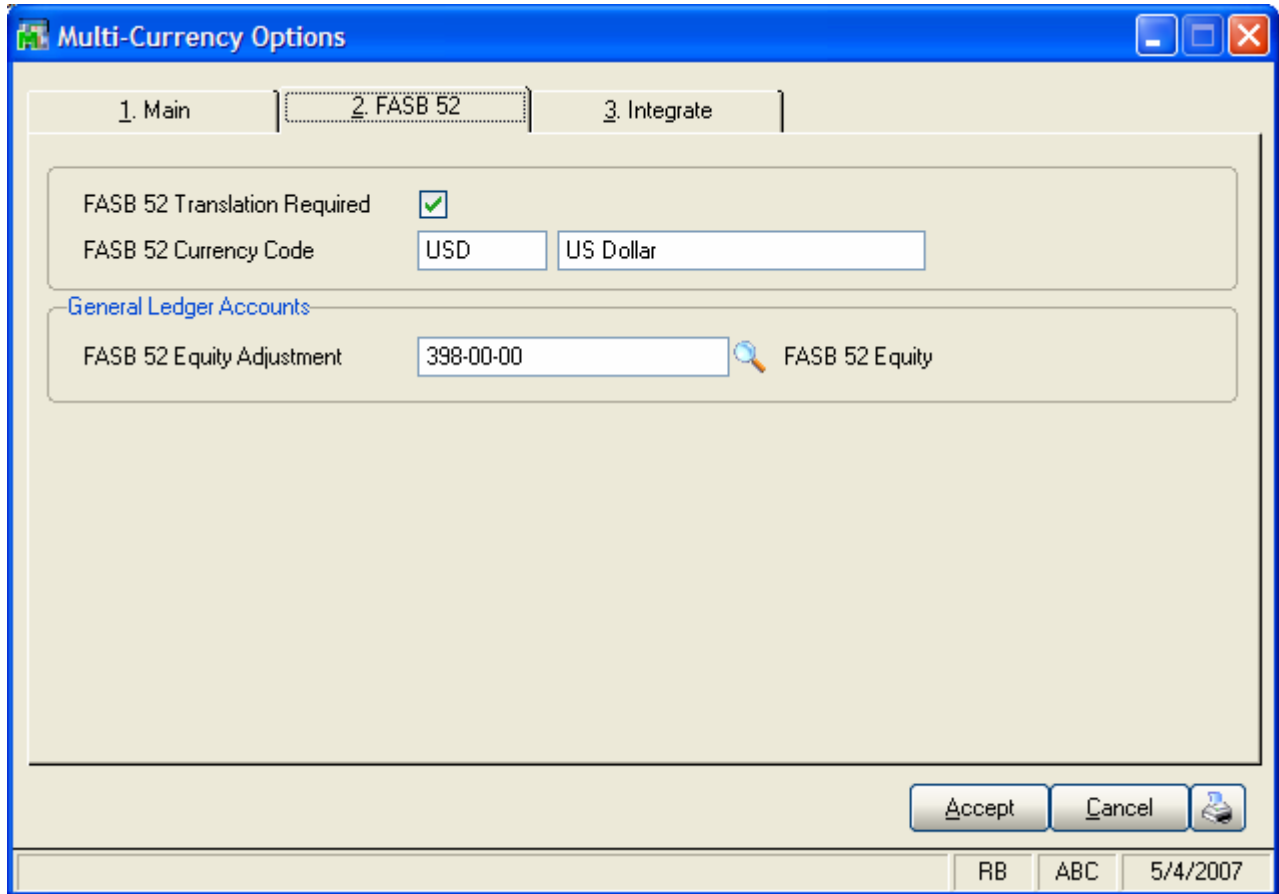 Multi-Currency Options
1. Main 2. FASB 52 3. Integrate
FASB 52 Translation Required
FASB 52 Currency Code USD US Dollar
General Ledger Accounts
FASB 52 Equity Adjustment 398-00-00 FASB 52 Equity
Accept Cancel
RB ABC 5/4/2007